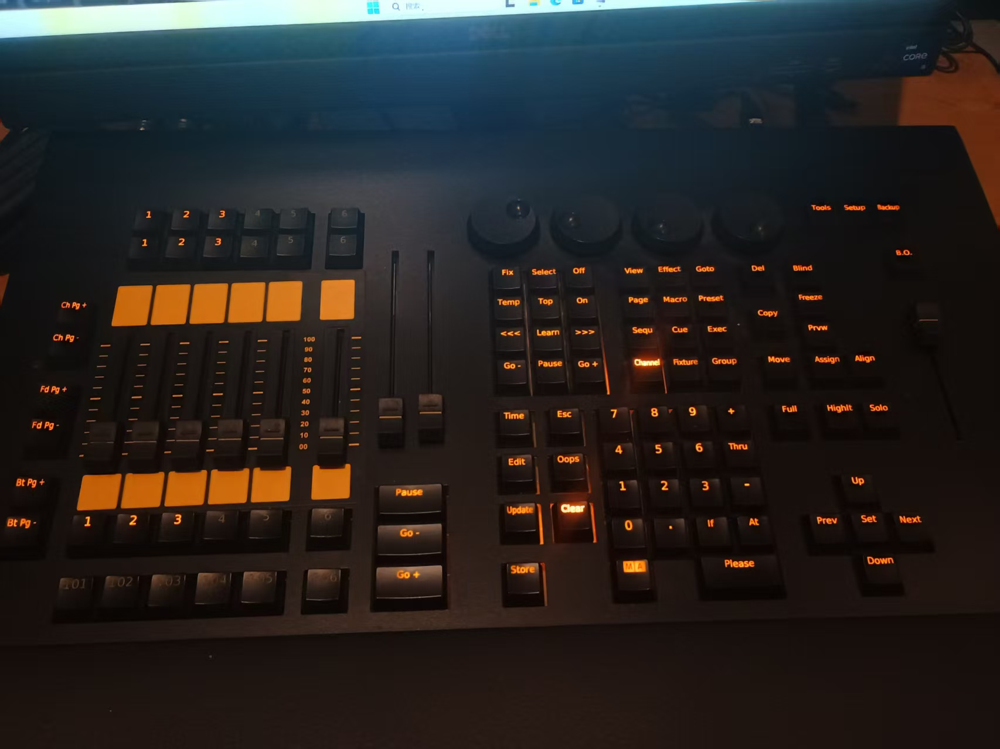 搜索
DELL
intel
CORE
1 2 3 4 5 6
1 2 3 4 5 6
Tools Setup Backup
B.O.
Fix Select Off View Effect Goto Del Blind
Temp Top On Page Macro Preset Copy Freeze
<<< Learn >>> Sequ Cue Exec Prvw
Go - Pause Go + Channel Fixture Group Move Assign Align
Ch Pg +
Ch Pg -
Fd Pg +
Fd Pg -
Bt Pg +
Bt Pg -
100
90
80
70
60
50
40
30
20
10
00
Time Esc 7 8 9 + Full Highlt Solo
Edit Oops 4 5 6 Thru
Update Clear 1 2 3 -
0 . If At
Store MA Please
Up
Prev Set Next
Down
1 2 3 4 5 6
101 102 103
Pause
Go -
Go +